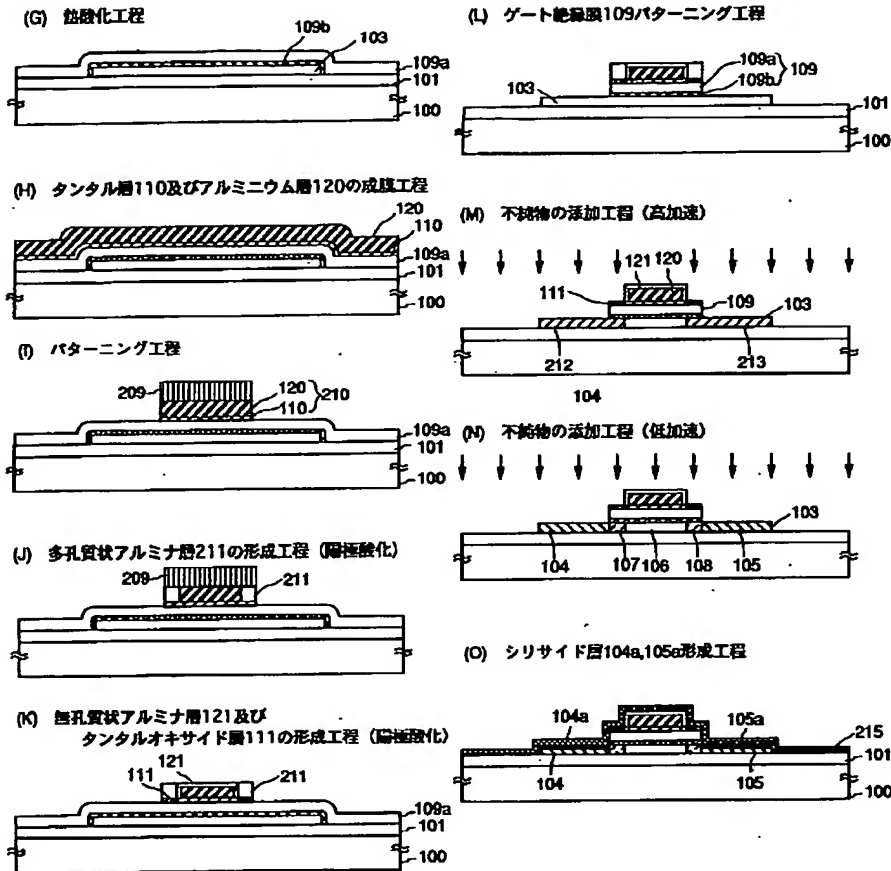 (G) 熱酸化工程
109b
103
109a
101
100
(H) タンタル層110及びアルミニウム層120の成膜工程
120
110
109a
101
100
(I) パターニング工程
209
120
110
210
109a
101
100
(J) 多孔質状アルミナ層211の形成工程(陽極酸化)
209
211
(K) 無孔質状アルミナ層121及び
タンタルオキサイド層111の形成工程(陽極酸化)
121
111
211
109a
101
100
(L) ゲート絶縁膜109パターニング工程
109a
109b
109
103
101
100
(M) 不純物の添加工程(高加速)
121
120
111
109
103
212
213
104
(N) 不純物の添加工程(低加速)
103
104
107
106
108
105
(O) シリサイド層104a,105a形成工程
104a
105a
215
101
104
105
100